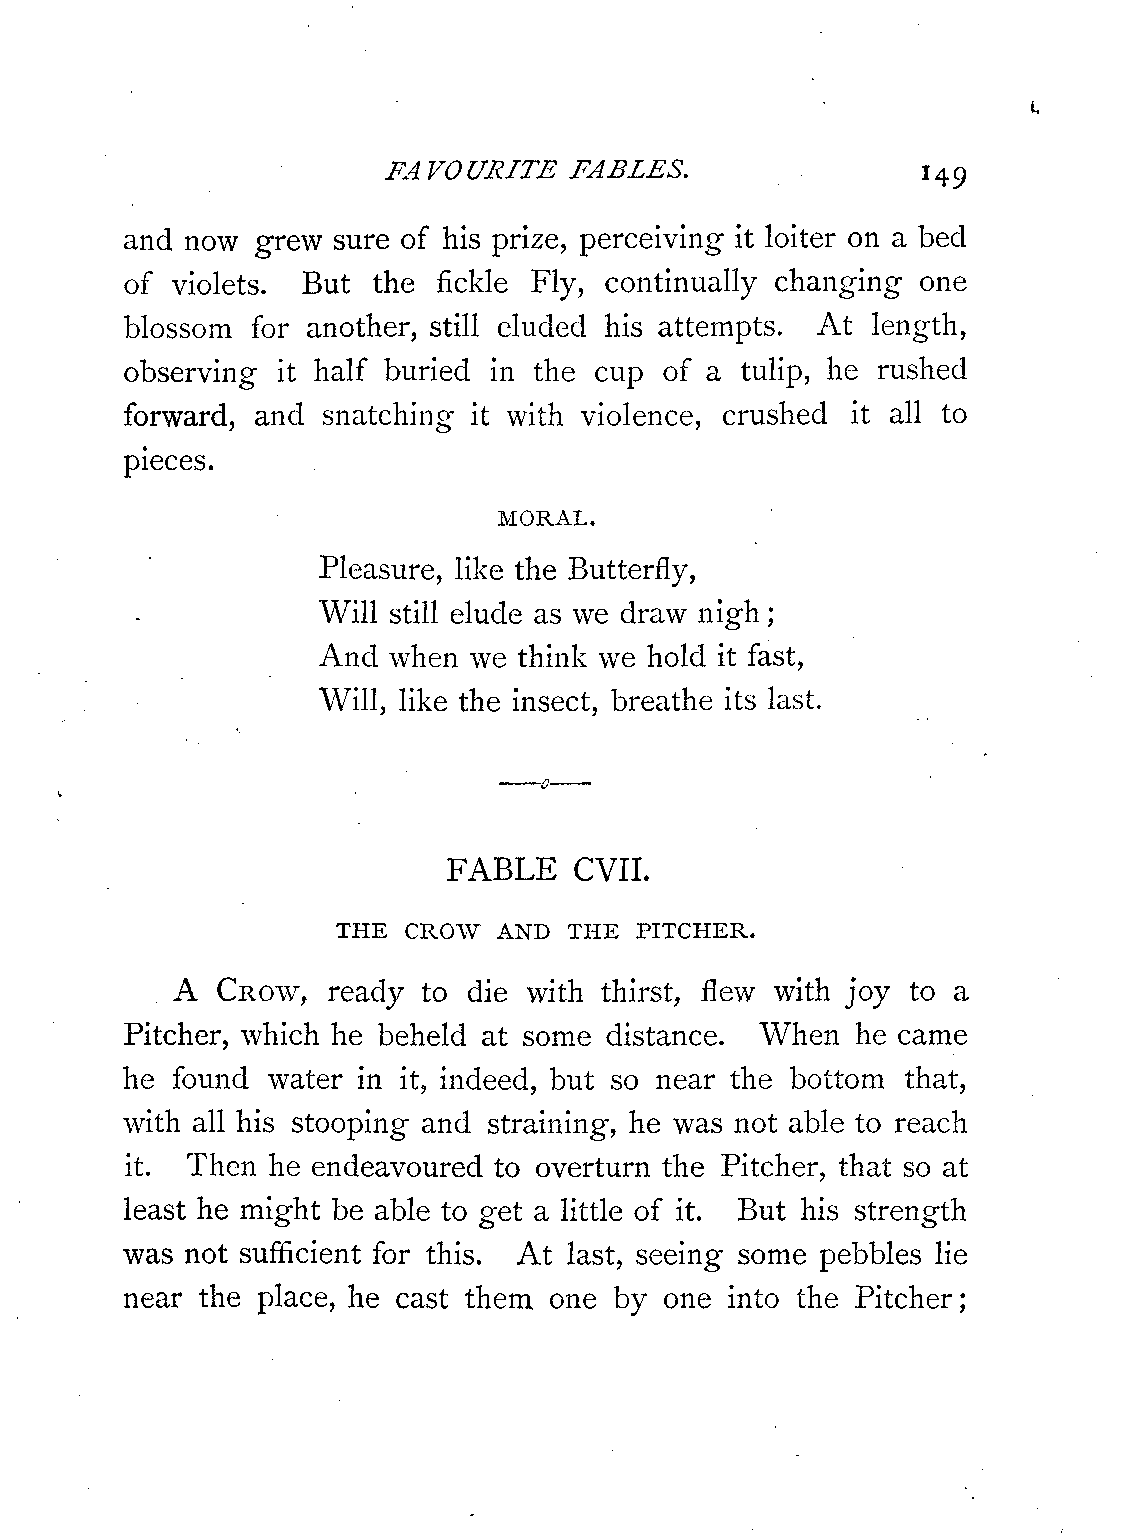 FAVOURITE FABLES. 149
and now grew sure of his prize, perceiving it loiter on a bed
of violets. But the fickle Fly, continually changing one
blossom for another, still eluded his attempts. At length,
observing it half buried in the cup of a tulip, he rushed
forward, and snatching it with violence, crushed it all to
pieces.
MORAL.
Pleasure, like the Butterfly,
Will still elude as we draw nigh;
And when we think we hold it fast,
Will, like the insect, breathe its last.
FABLE CVII.
THE CROW AND THE PITCHER.
A CROW, ready to die with thirst, flew with joy to a
Pitcher, which he beheld at some distance. When he came
he found water in it, indeed, but so near the bottom that,
with all his stooping and straining, he was not able to reach
it. Then he endeavoured to overturn the Pitcher, that so at
least he might be able to get a little of it. But his strength
was not sufficient for this. At last, seeing some pebbles lie
near the place, he cast them one by one into the Pitcher;